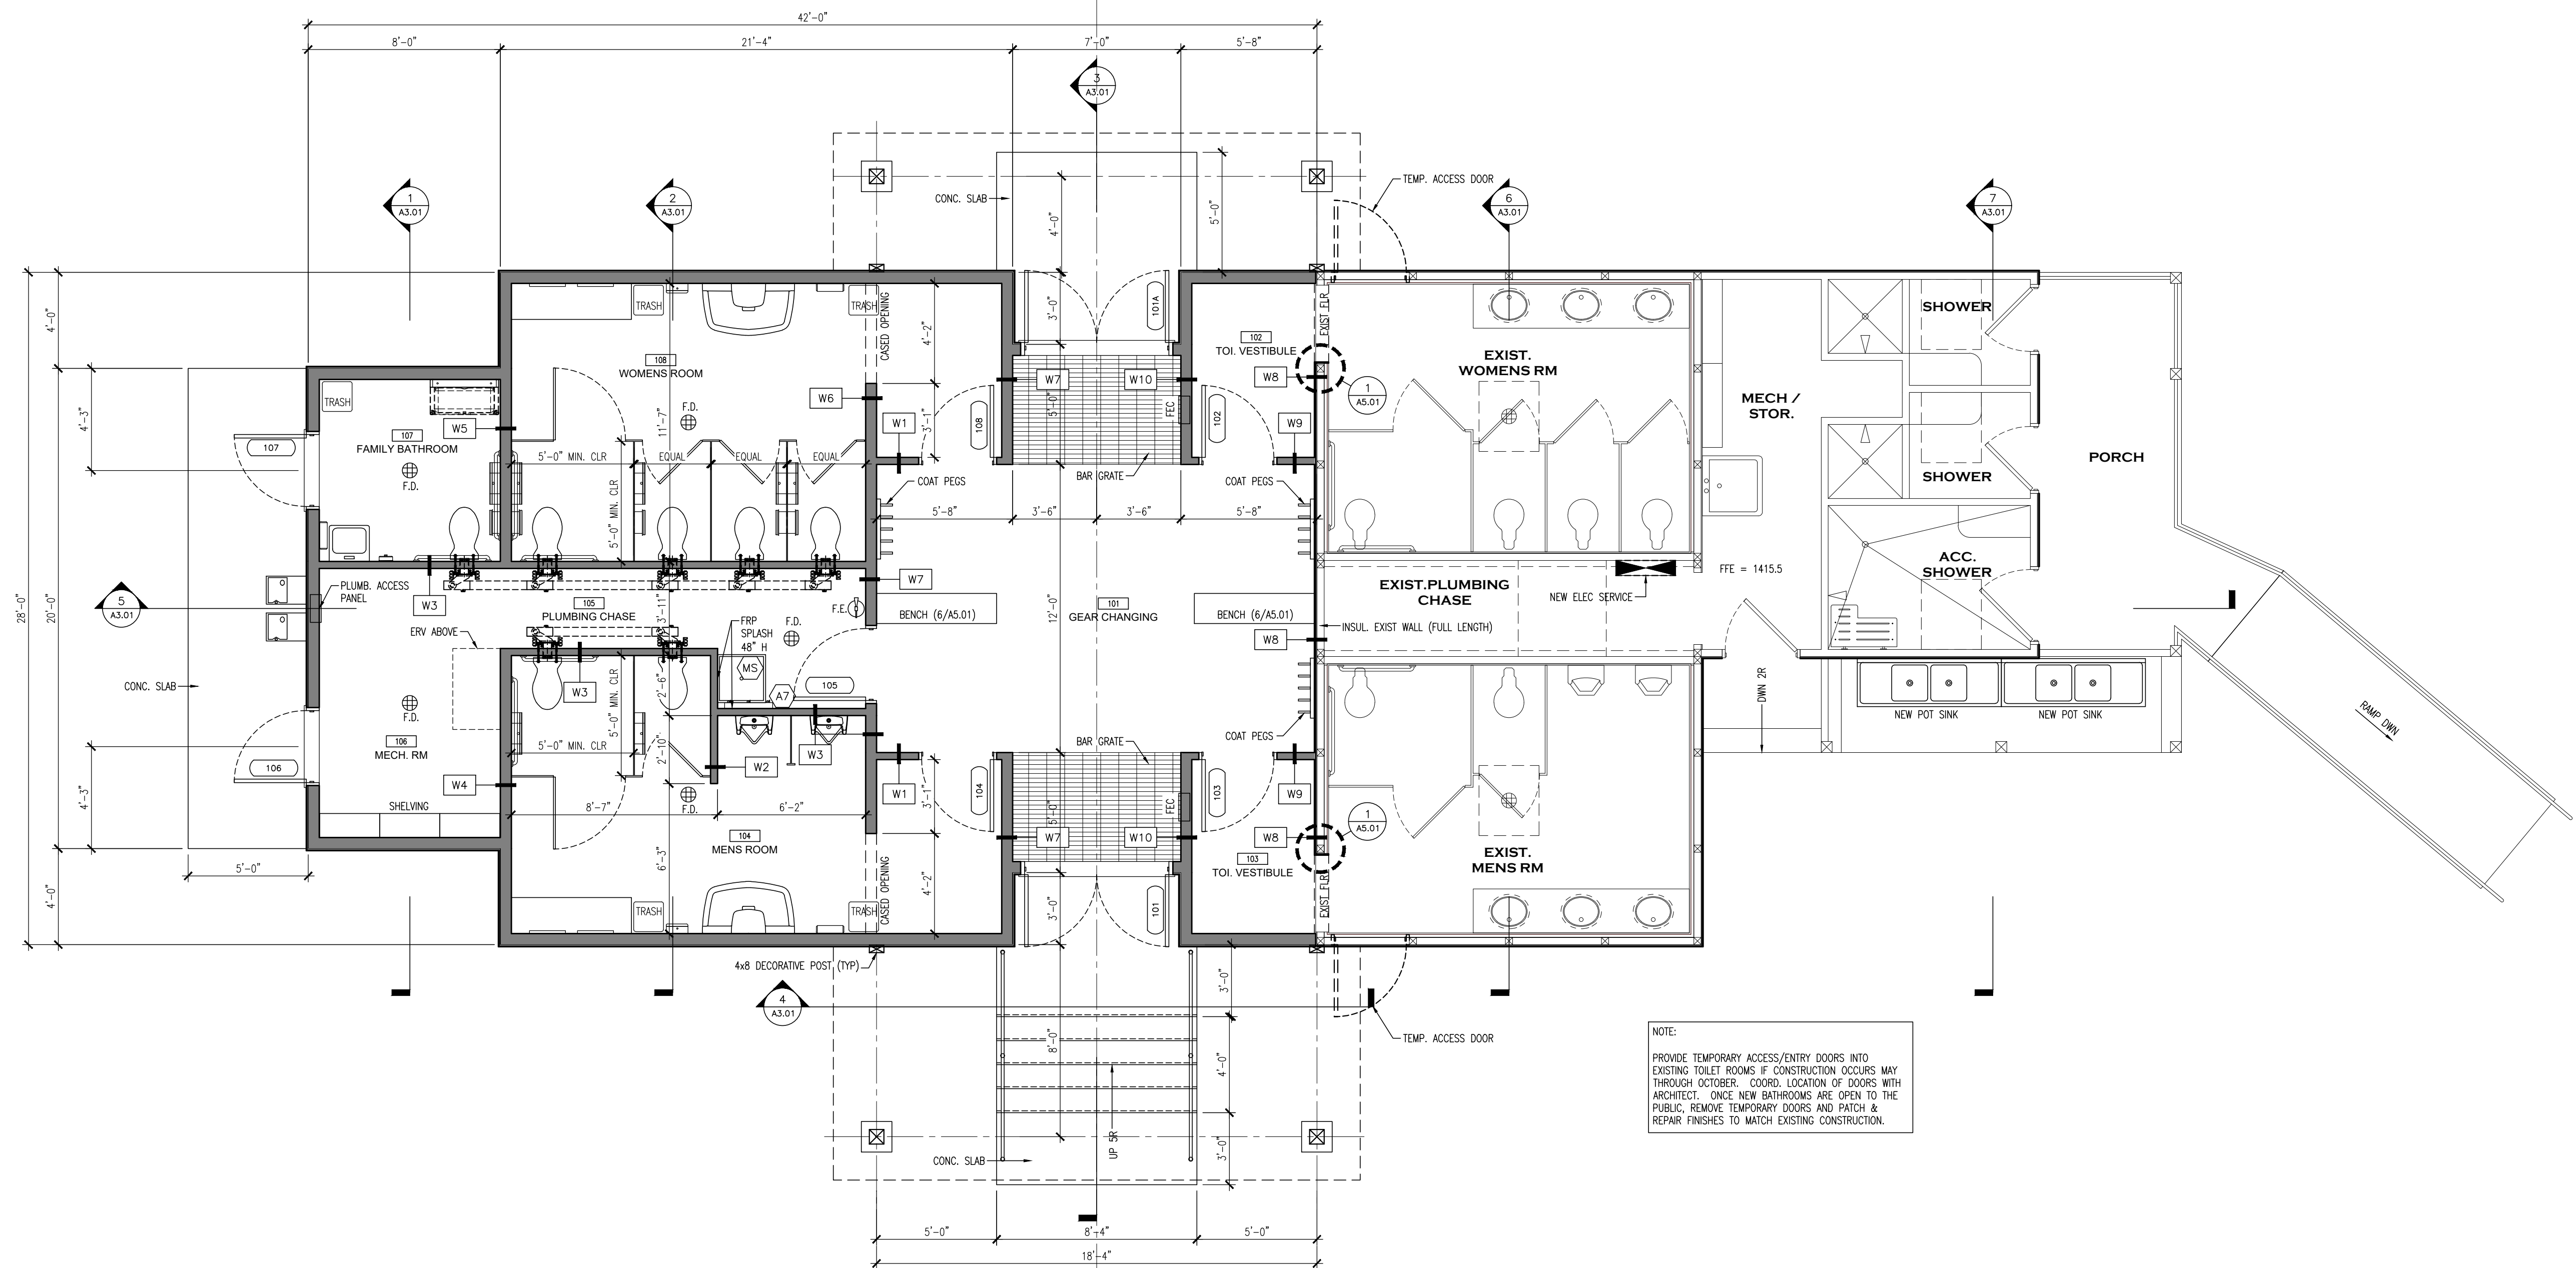 42'-0"
8'-0"
21'-4"
7'-0"
5'-8"
3
A3.01
1
A3.01
2
A3.01
6
A3.01
7
A3.01
TEMP. ACCESS DOOR
CONC. SLAB
4'-0"
5'-0"
3'-0"
101A
TRASH
TRASH
CASED OPENING
4'-2"
EXIST FLR
102
TOI. VESTIBULE
108
WOMENS ROOM
W7
W10
W8
FEC
5'-0"
1
A5.01
EXIST.
WOMENS RM
SHOWER
MECH /
STOR.
PORCH
SHOWER
28'-0"
4'-0"
20'-0"
4'-3"
TRASH
107
107
FAMILY BATHROOM
F.D.
W5
W6
F.D.
11'-7"
W1
3'-1"
108
102
W9
5'-0" MIN. CLR
EQUAL
EQUAL
EQUAL
5'-0" MIN. CLR
COAT PEGS
BAR GRATE
COAT PEGS
5'-8"
3'-6"
3'-6"
5'-8"
5
A3.01
PLUMB. ACCESS
PANEL
W3
105
PLUMBING CHASE
3'-11"
F.E.
W7
BENCH (6/A5.01)
101
GEAR CHANGING
12'-0"
BENCH (6/A5.01)
W8
INSUL. EXIST WALL (FULL LENGTH)
EXIST.PLUMBING
CHASE
NEW ELEC SERVICE
FFE = 1415.5
ACC.
SHOWER
ERV ABOVE
FRP
SPLASH
48" H
F.D.
MS
A7
105
CONC. SLAB
F.D.
106
MECH. RM
106
4'-3"
W3
5'-0" MIN. CLR
5'-0" MIN. CLR
2'-6"
2'-10"
W2
W3
W4
SHELVING
8'-7"
6'-2"
F.D.
W1
3'-1"
104
BAR GRATE
COAT PEGS
W9
103
FEC
W7
W10
W8
5'-0"
DWN 2R
NEW POT SINK
NEW POT SINK
RAMP DWN
1
A5.01
EXIST.
MENS RM
104
MENS ROOM
6'-3"
103
TOI. VESTIBULE
5'-0"
4'-0"
TRASH
TRASH
CASED OPENING
4'-2"
3'-0"
101
EXIST FLR
4x8 DECORATIVE POST (TYP)
4
A3.01
3'-0"
8'-0"
4'-0"
UP 5R
3'-0"
CONC. SLAB
TEMP. ACCESS DOOR
NOTE:
PROVIDE TEMPORARY ACCESS/ENTRY DOORS INTO
EXISTING TOILET ROOMS IF CONSTRUCTION OCCURS MAY
THROUGH OCTOBER. COORD. LOCATION OF DOORS WITH
ARCHITECT. ONCE NEW BATHROOMS ARE OPEN TO THE
PUBLIC, REMOVE TEMPORARY DOORS AND PATCH &
REPAIR FINISHES TO MATCH EXISTING CONSTRUCTION.
5'-0"
8'-4"
5'-0"
18'-4"